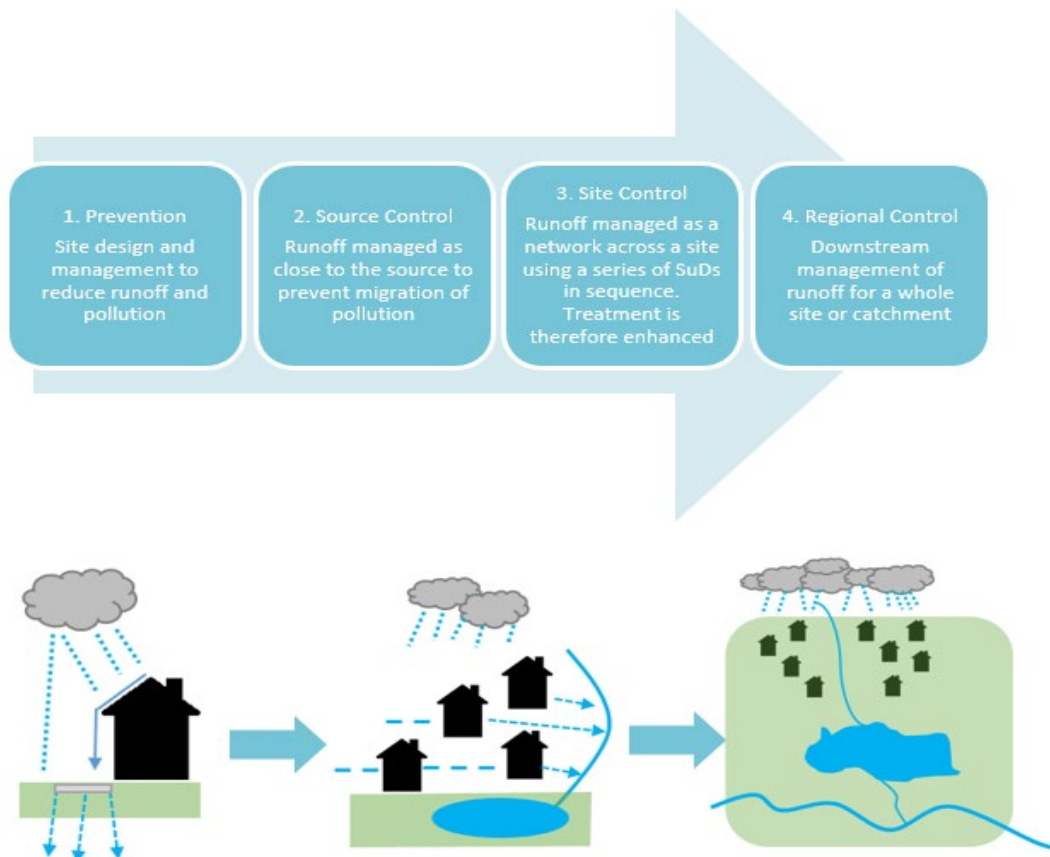 1. Prevention
Site design and
management to
reduce runoff and
pollution
2. Source Control
Runoff managed as
close to the source to
prevent migration of
pollution
3. Site Control
Runoff managed as a
network across a site
using a series of SuDs
in sequence.
Treatment is
therefore enhanced
4. Regional Control
Downstream
management of
runoff for a whole
site or catchment